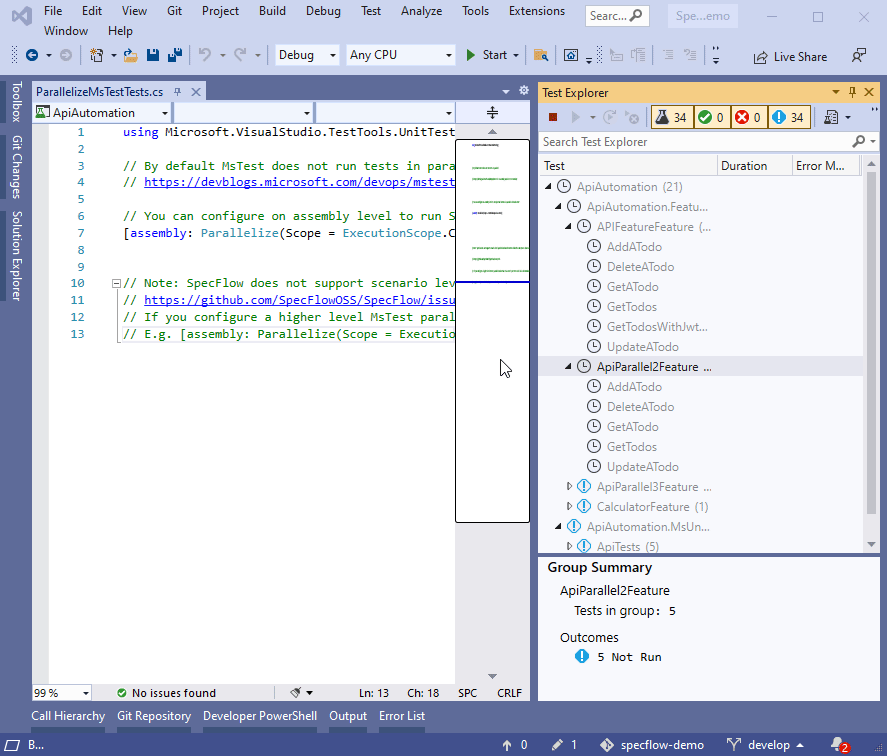 File Edit View Git Project Build Debug Test Analyze Tools Extensions Searc... Spe...emo
Window Help
Debug Any CPU Start Live Share
Toolbox
Git Changes
Solution Explorer
ParallelizeMsTestTests.cs
ApiAutomation
1 using Microsoft.VisualStudio.TestTools.UnitTest
2
3 // By default MsTest does not run tests in para
4 // https://devblogs.microsoft.com/devops/mstest
5
6 // You can configure on assembly level to run S
7 [assembly: Parallelize(Scope = ExecutionScope.C
8
9
10 // Note: SpecFlow does not support scenario lev
11 // https://github.com/SpecFlowOSS/SpecFlow/issu
12 // If you configure a higher level MsTest paral
13 // E.g. [assembly: Parallelize(Scope = Executio
99 % No issues found Ln: 13 Ch: 18 SPC CRLF
Test Explorer
34 0 0 34
Search Test Explorer
Test Duration Error M...
ApiAutomation (21)
ApiAutomation.Featu...
APIFeatureFeature (...
AddATodo
DeleteATodo
GetATodo
GetTodos
GetTodosWithJwt...
UpdateATodo
ApiParallel2Feature ...
AddATodo
DeleteATodo
GetATodo
GetTodos
UpdateATodo
ApiParallel3Feature ...
CalculatorFeature (1)
ApiAutomation.MsUn...
ApiTests (5)
Group Summary
ApiParallel2Feature
Tests in group: 5
Outcomes
5 Not Run
Call Hierarchy Git Repository Developer PowerShell Output Error List
B... 0 1 specflow-demo develop 2